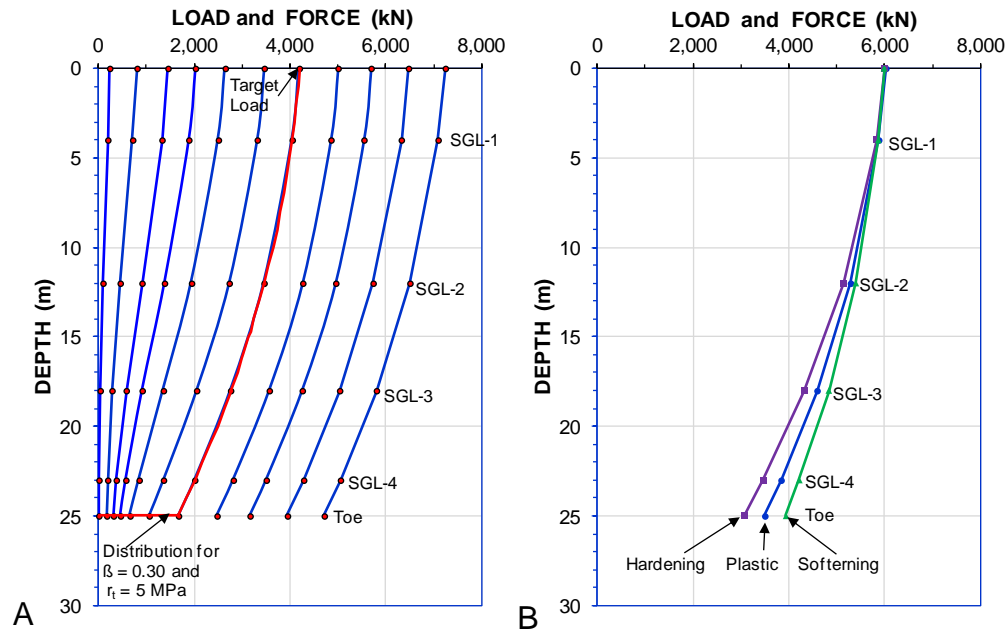 LOAD and FORCE (kN)
0 2,000 4,000 6,000 8,000
0
5
10
15
20
25
30
DEPTH (m)
Target
Load
SGL-1
SGL-2
SGL-3
SGL-4
Toe
Distribution for
ß = 0.30 and
rt = 5 MPa
A
LOAD and FORCE (kN)
0 2,000 4,000 6,000 8,000
0
5
10
15
20
25
30
DEPTH (m)
SGL-1
SGL-2
SGL-3
SGL-4
Toe
Hardening Plastic Softerning
B